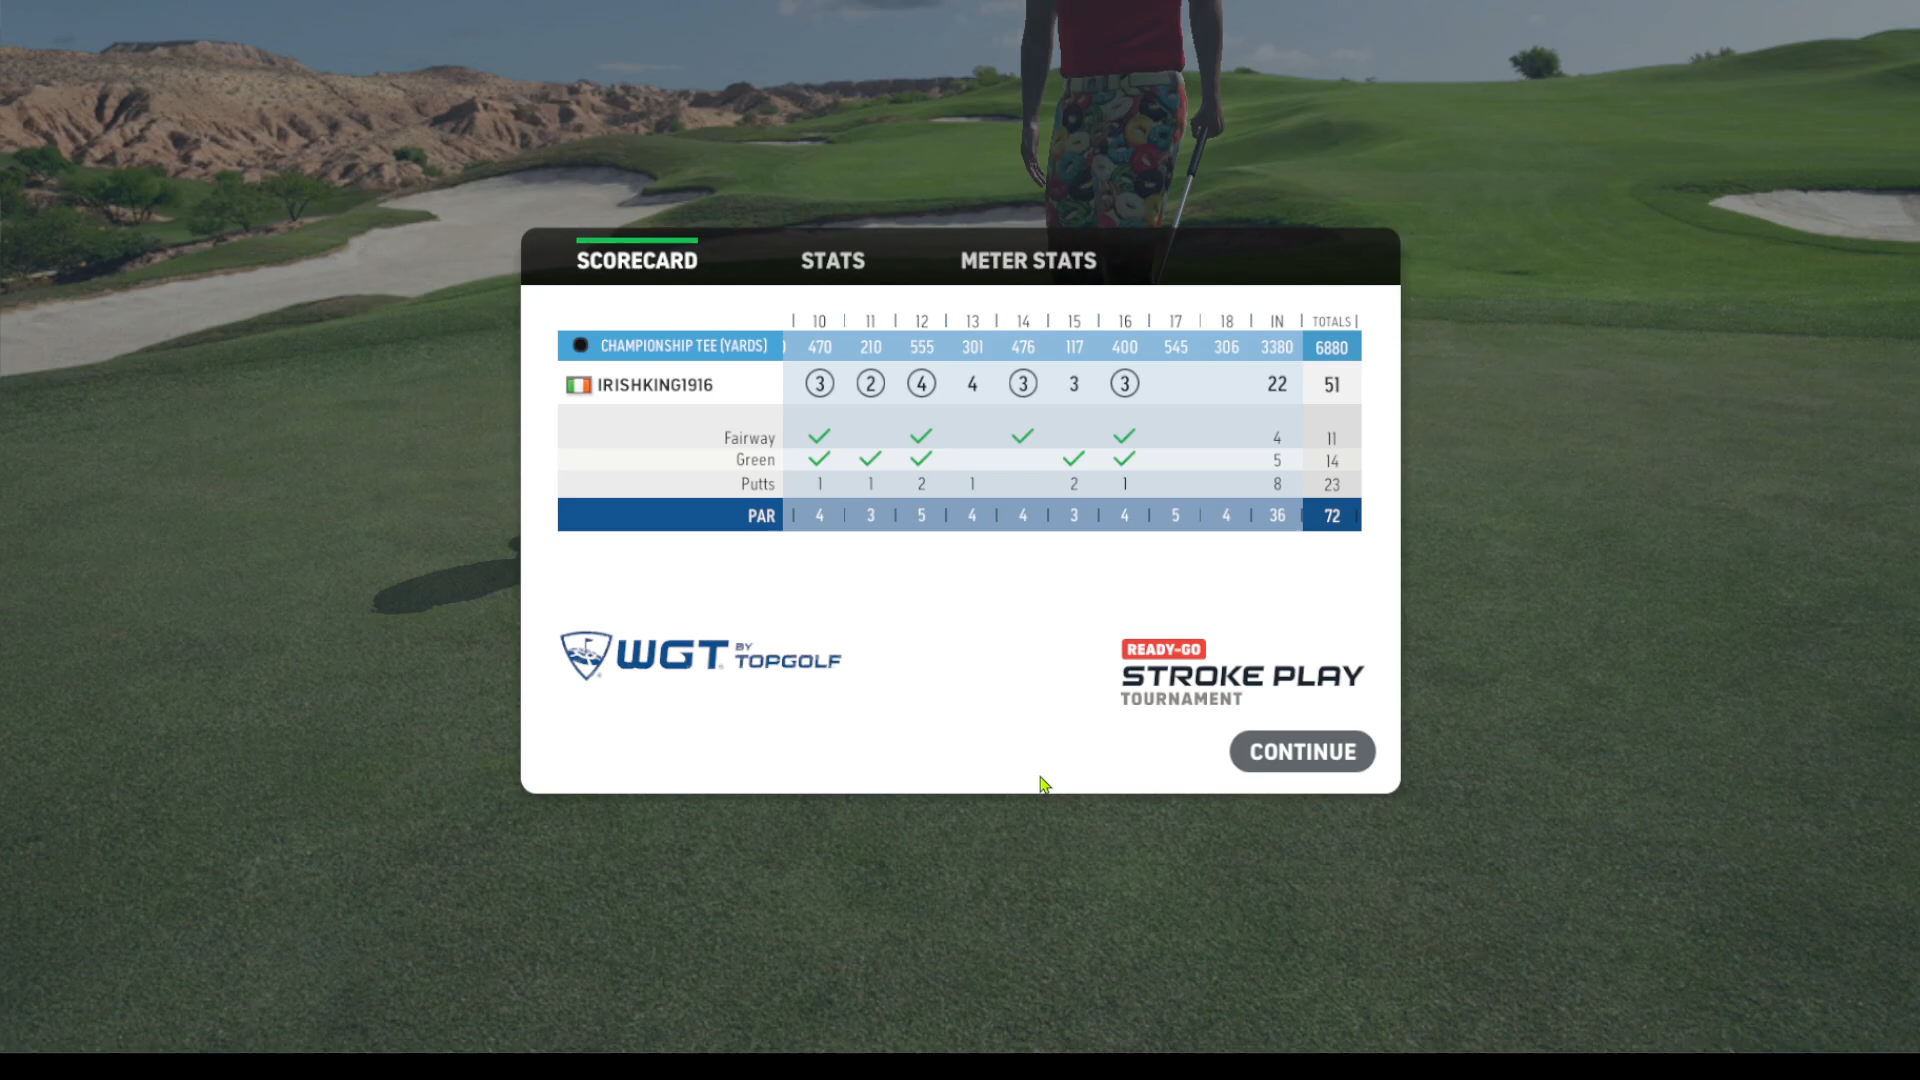 SCORECARD STATS METER STATS
10 11 12 13 14 15 16 17 18 IN TOTALS
CHAMPIONSHIP TEE (YARDS) 470 210 555 301 476 117 400 545 306 3380 6880
IRISHKING1916 3 2 4 4 3 3 3 22 51
Fairway 4 11
Green 5 14
Putts 1 1 2 1 2 1 8 23
PAR 4 3 5 4 4 3 4 5 4 36 72
WGT BY TOPGOLF
READY-GO
STROKE PLAY
TOURNAMENT
CONTINUE